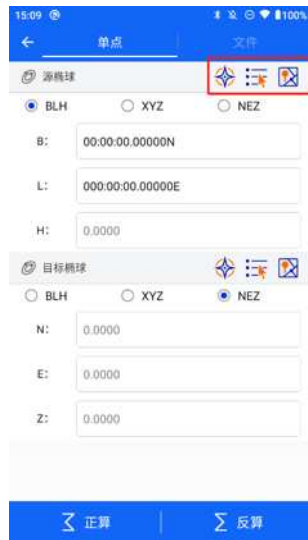 15:09 100%
单点 文件
源椭球
BLH XYZ NEZ
B: 00:00:00.00000N
L: 000:00:00.00000E
H: 0.0000
目标椭球
BLH XYZ NEZ
N: 0.0000
E: 0.0000
Z: 0.0000
正算 反算